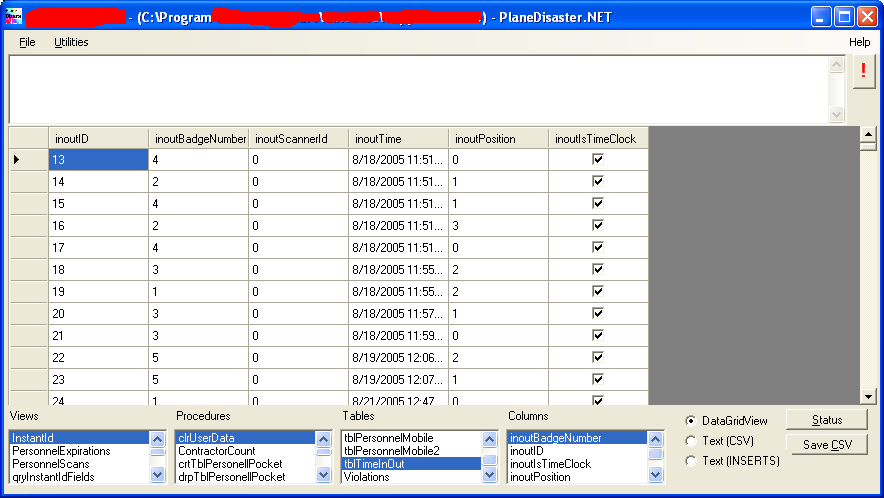 - (C:\Program .) - PlaneDisaster.NET
File Utilities Help
!
inoutID inoutBadgeNumber inoutScannerId inoutTime inoutPosition inoutIsTimeClock
13 4 0 8/18/2005 11:51... 0
14 2 0 8/18/2005 11:51... 1
15 4 0 8/18/2005 11:51... 1
16 2 0 8/18/2005 11:51... 3
17 4 0 8/18/2005 11:51... 0
18 3 0 8/18/2005 11:55... 2
19 1 0 8/18/2005 11:55... 2
20 3 0 8/18/2005 11:57... 1
21 3 0 8/18/2005 11:59... 0
22 5 0 8/19/2005 12:06... 2
23 5 0 8/19/2005 12:07... 1
24 1 0 8/21/2005 12:47... 0
Views Procedures Tables Columns
InstantId clrUserData tblPersonnelMobile inoutBadgeNumber
PersonnelExpirations ContractorCount tblPersonnelMobile2 inoutID
PersonnelScans crtTblPersonellPocket tblTimeInOut inoutIsTimeClock
qryInstantIdFields drpTblPersonellPocket Violations inoutPosition
DataGridView Status
Text (CSV) Save CSV
Text (INSERTS)